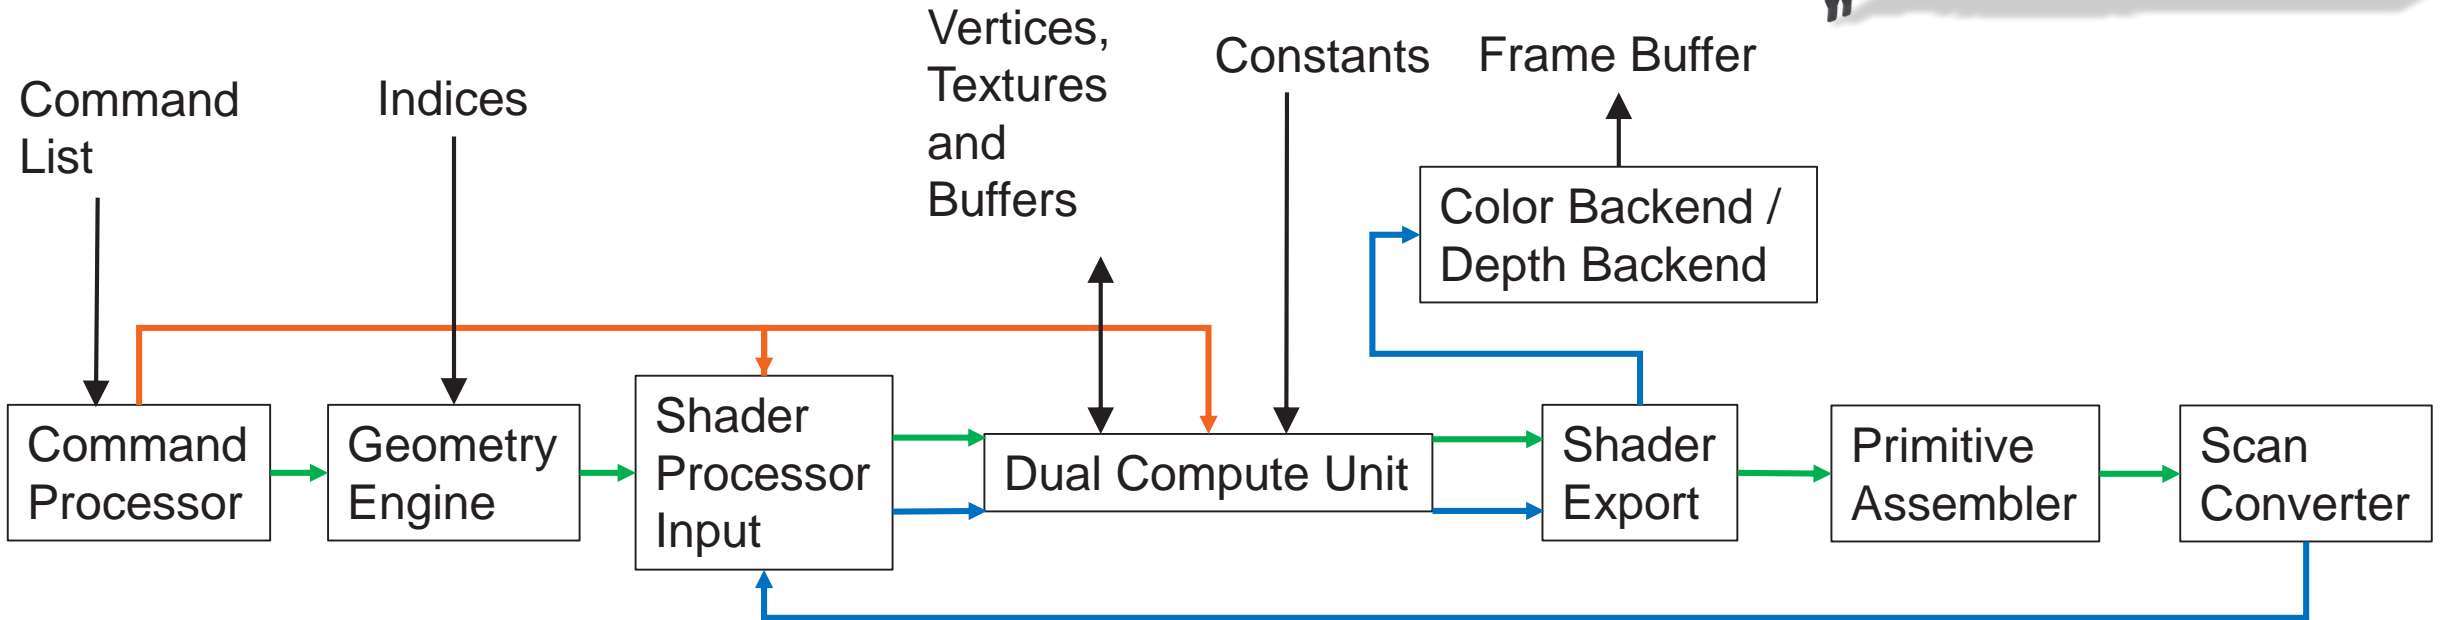 Command
List
Indices
Vertices,
Textures
and
Buffers
Constants
Frame Buffer
Color Backend /
Depth Backend
Command
Processor
Geometry
Engine
Shader
Processor
Input
Dual Compute Unit
Shader
Export
Primitive
Assembler
Scan
Converter